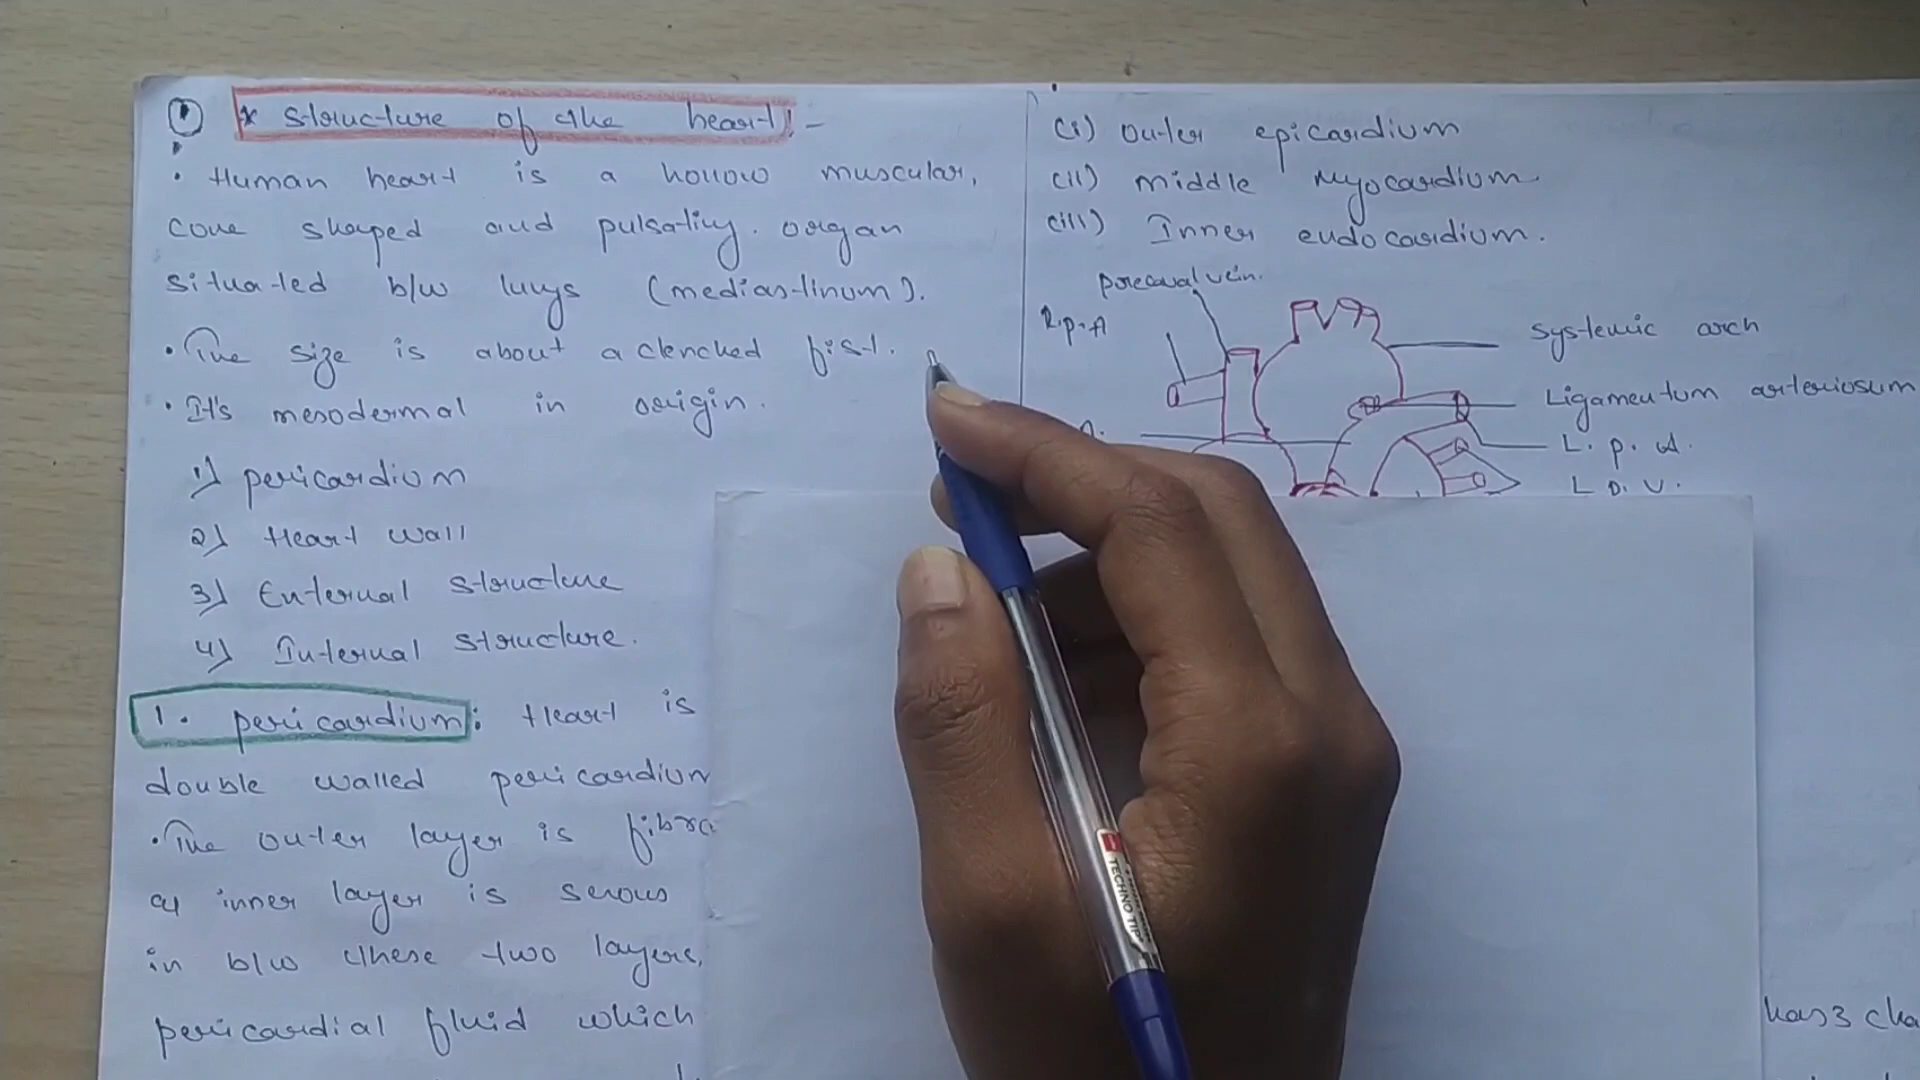 ① * Structure of the heart :-
• Human heart is a hollow muscular,
cone shaped and pulsating organ
situated b/w lungs (mediastinum).
• The size is about a clenched fist.
• It's mesodermal in origin.
1) pericardium
2) Heart wall
3) External structure
4) Internal structure.
1. pericardium: Heart is
double walled pericardium
• The outer layer is fibro
inner layer is serous
in b/w these two layers,
pericardial fluid which
(i) outer epicardium
(ii) middle Myocardium.
(iii) Inner endocardium.
precaval vein.
R.P.A
systemic arch
Ligamentum arteriosum
L.P.A.
L.P.V.
has 3 cha
TECHNO TIP